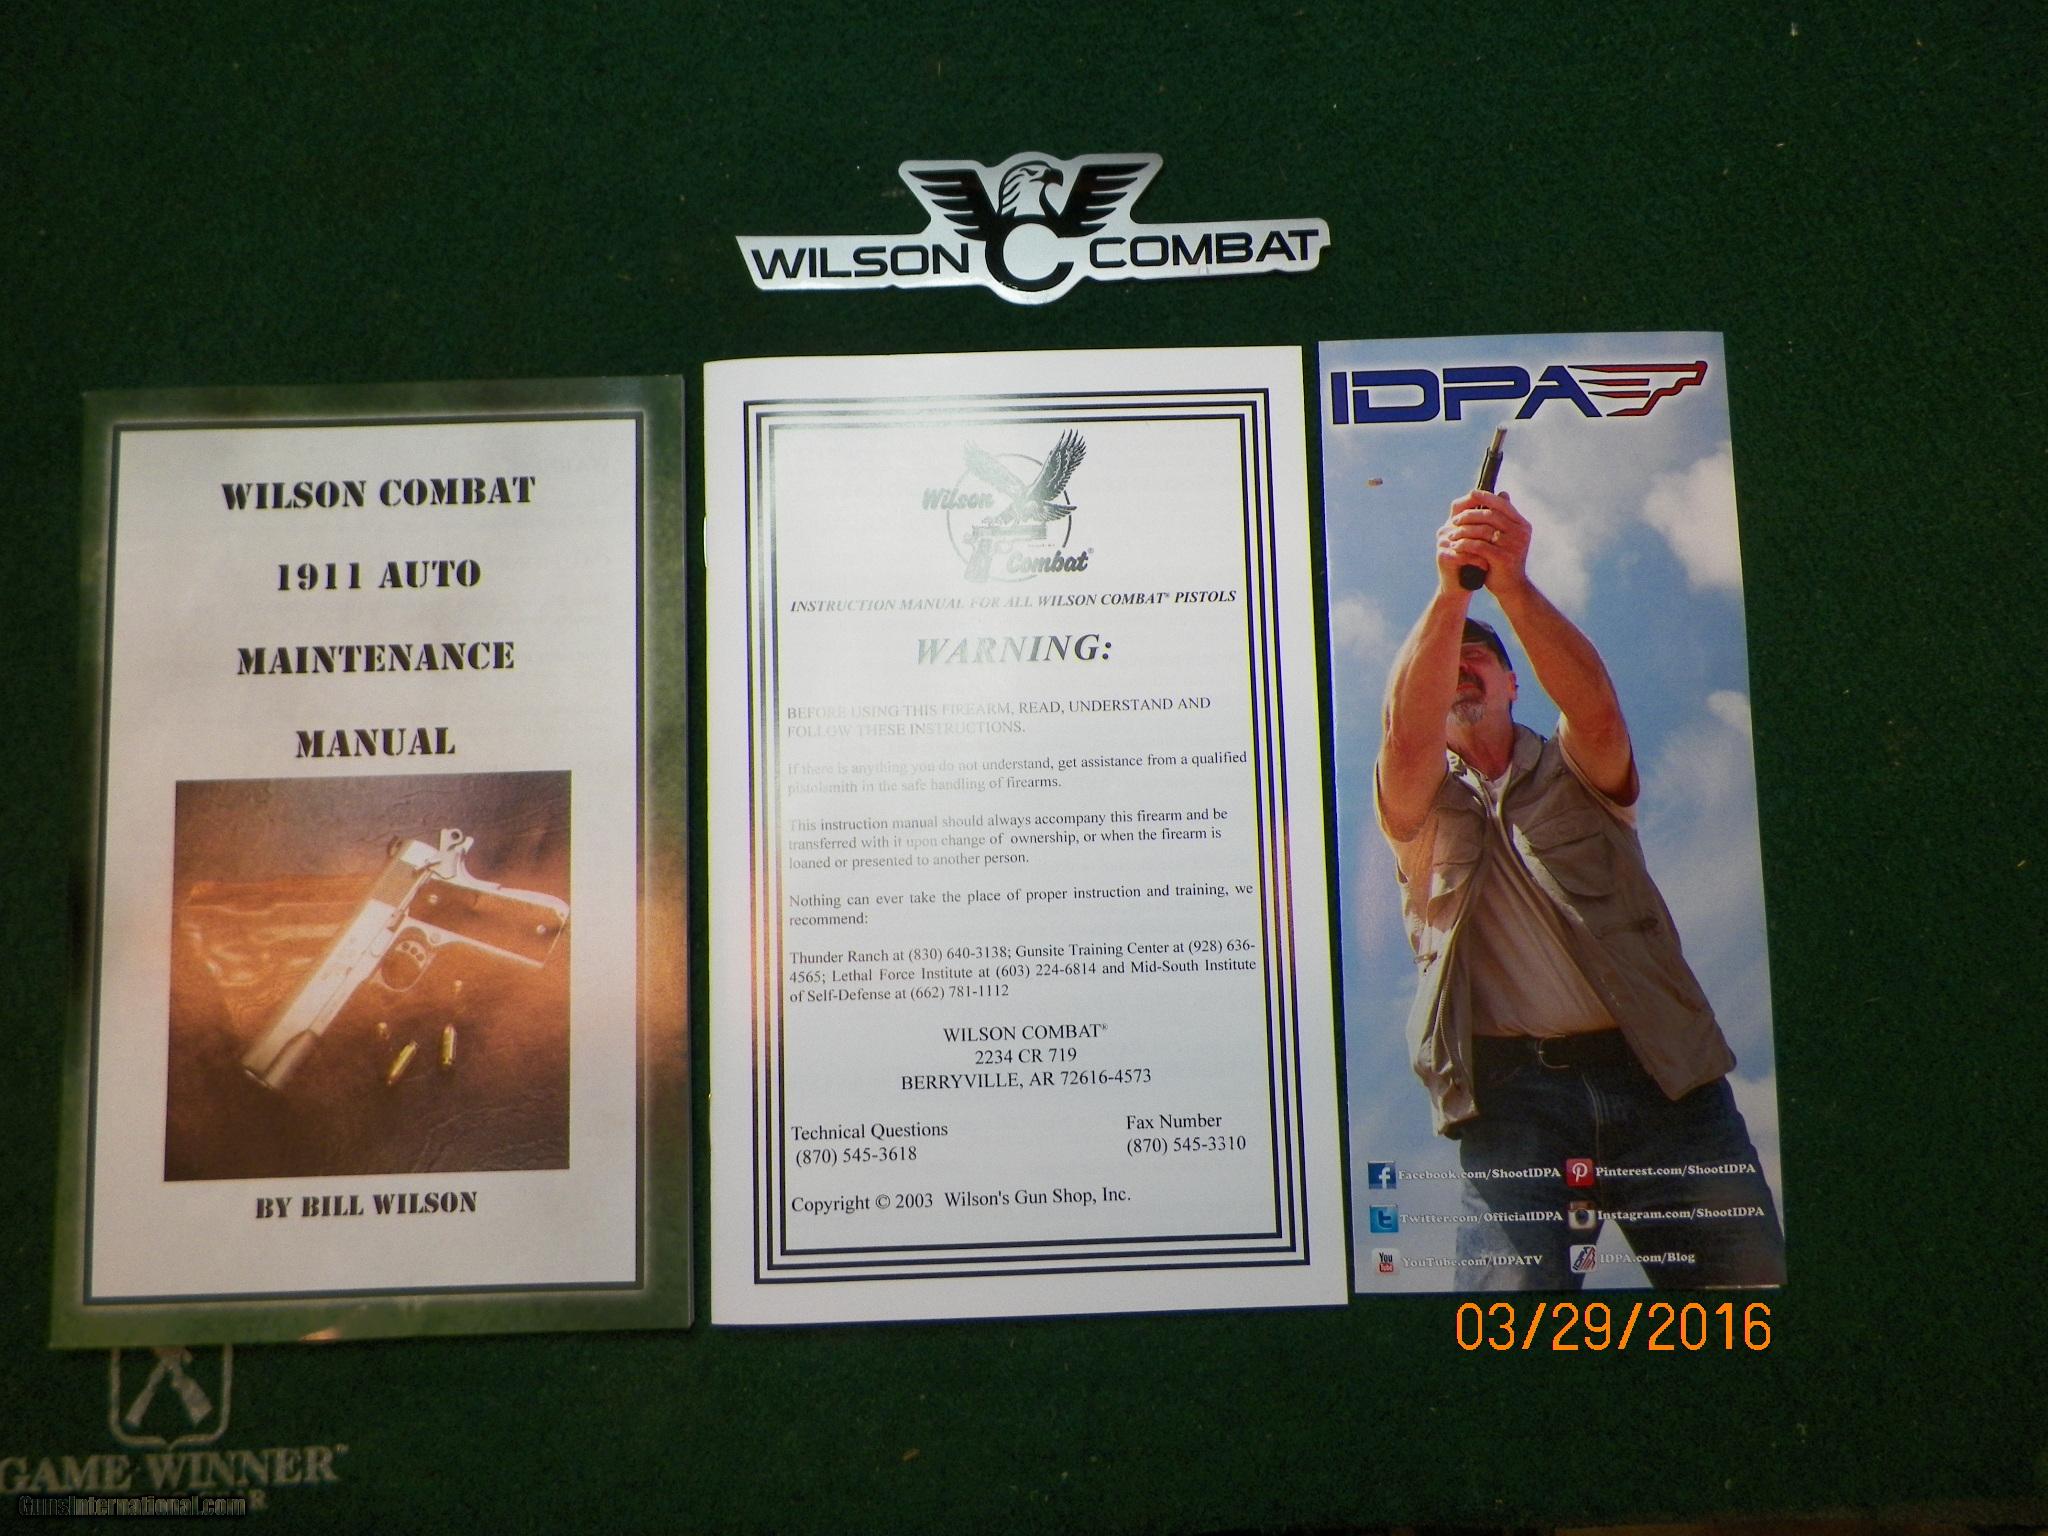 WILSON COMBAT
WILSON COMBAT
1911 AUTO
MAINTENANCE
MANUAL
BY BILL WILSON
Wilson
Combat®
INSTRUCTION MANUAL FOR ALL WILSON COMBAT® PISTOLS
WARNING:
BEFORE USING THIS FIREARM, READ, UNDERSTAND AND
FOLLOW THESE INSTRUCTIONS.
If there is anything you do not understand, get assistance from a qualified
pistolsmith in the safe handling of firearms.
This instruction manual should always accompany this firearm and be
transferred with it upon change of ownership, or when the firearm is
loaned or presented to another person.
Nothing can ever take the place of proper instruction and training, we
recommend:
Thunder Ranch at (830) 640-3138; Gunsite Training Center at (928) 636-
4565; Lethal Force Institute at (603) 224-6814 and Mid-South Institute
of Self-Defense at (662) 781-1112
WILSON COMBAT®
2234 CR 719
BERRYVILLE, AR 72616-4573
Technical Questions
(870) 545-3618
Fax Number
(870) 545-3310
Copyright © 2003 Wilson's Gun Shop, Inc.
IDPA
Facebook.com/ShootIDPA
Pinterest.com/ShootIDPA
Twitter.com/OfficialIDPA
Instagram.com/ShootIDPA
You Tube
YouTube.com/IDPATV
IDPA.com/Blog
03/29/2016
GAME WINNER™
GunsInternational.com